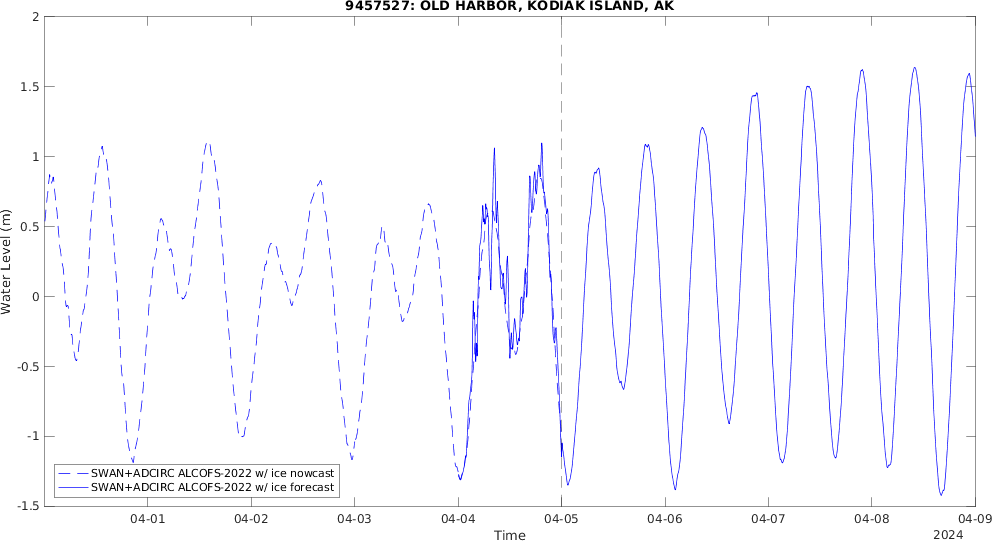 9457527: OLD HARBOR, KODIAK ISLAND, AK
2
1.5
1
0.5
0
-0.5
-1
-1.5
Water Level (m)
SWAN+ADCIRC ALCOFS-2022 w/ ice nowcast
SWAN+ADCIRC ALCOFS-2022 w/ ice forecast
04-01 04-02 04-03 04-04 04-05 04-06 04-07 04-08 04-09
Time
2024